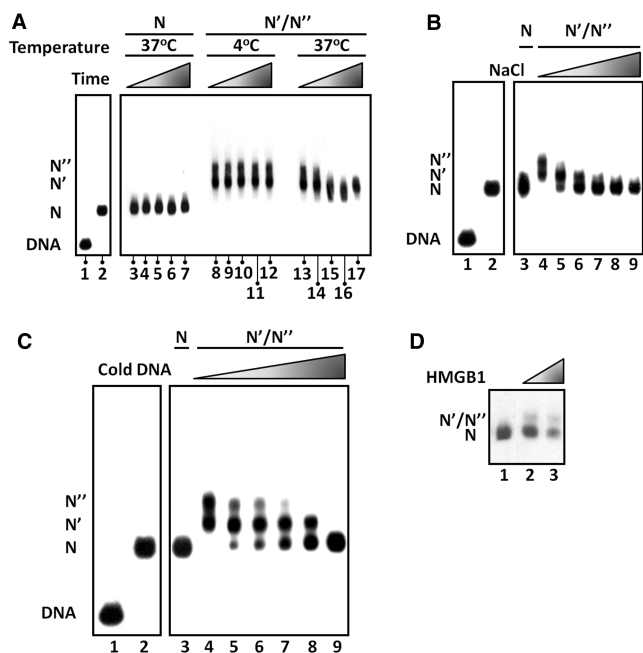 A
N
N'/N''
Temperature
37°C
4°C
37°C
Time
N''
N'
N
DNA
1 2
3 4 5 6 7
8 9 10 12
11
13 15 17
14 16
B
N
N'/N''
NaCl
N''
N'
N
DNA
1 2
3 4 5 6 7 8 9
C
N
N'/N''
Cold DNA
N''
N'
N
DNA
1 2
3 4 5 6 7 8 9
D
HMGB1
N'/N''
N
1 2 3